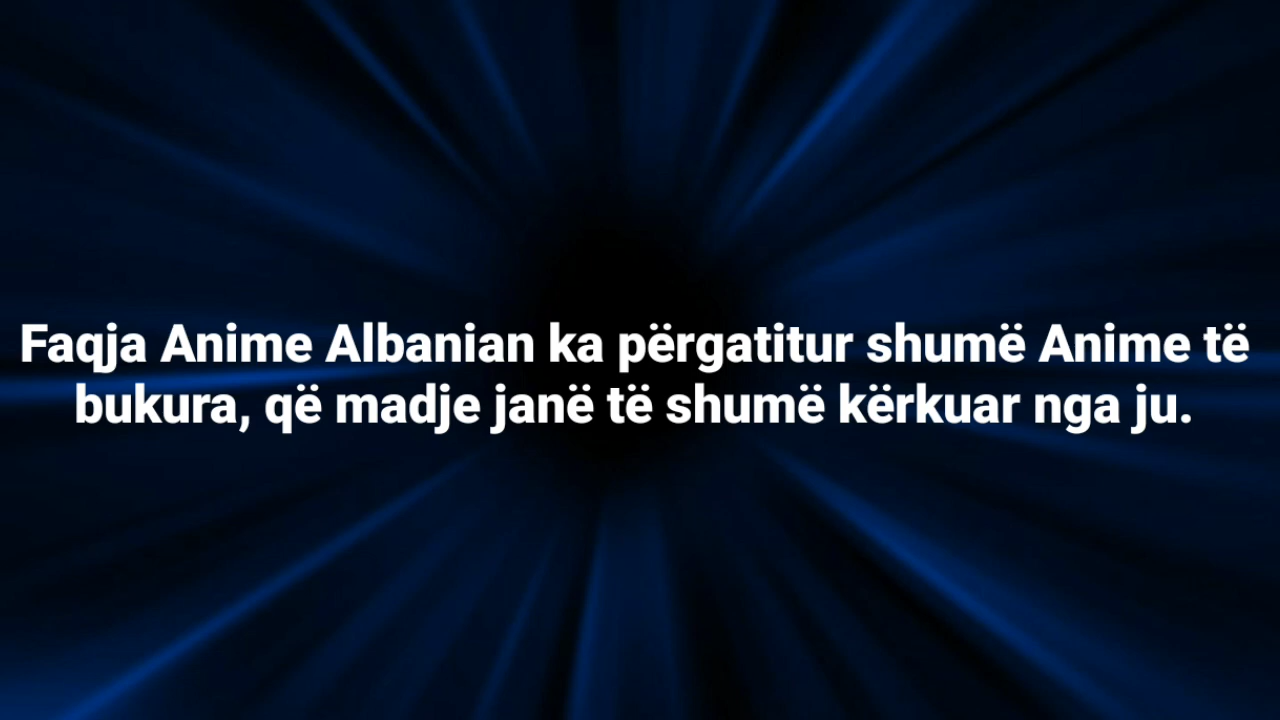 Faqja Anime Albanian ka përgatitur shumë Anime të
bukura, që madje janë të shumë kërkuar nga ju.